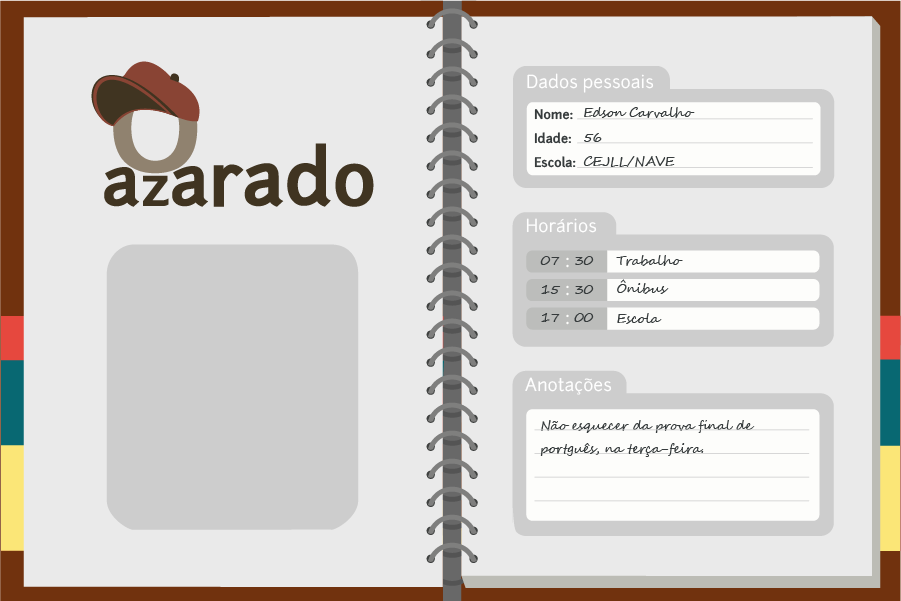 O
azarado
Dados pessoais
Nome: Edson Carvalho
Idade: 56
Escola: CEJLL/NAVE
Horários
07 : 30 Trabalho
15 : 30 Ônibus
17 : 00 Escola
Anotações
Não esquecer da prova final de
portguês, na terça-feira.